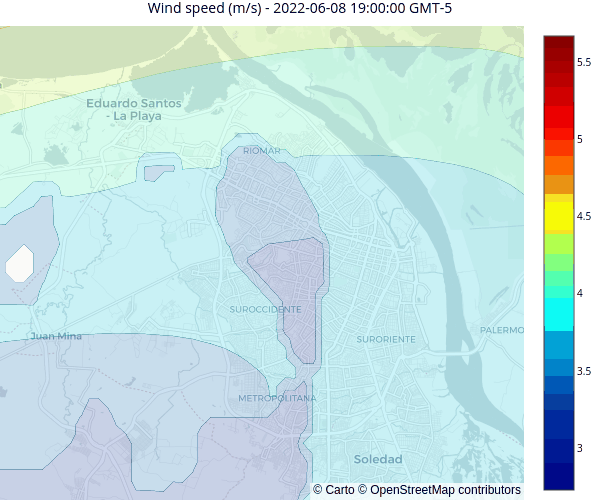 Wind speed (m/s) - 2022-06-08 19:00:00 GMT-5
5.5
5
4.5
4
3.5
3
Eduardo Santos
- La Playa
RIOMAR
SUROCCIDENTE
Juan Mina
SURORIENTE
PALERMO
METROPOLITANA
Soledad
© Carto © OpenStreetMap contributors